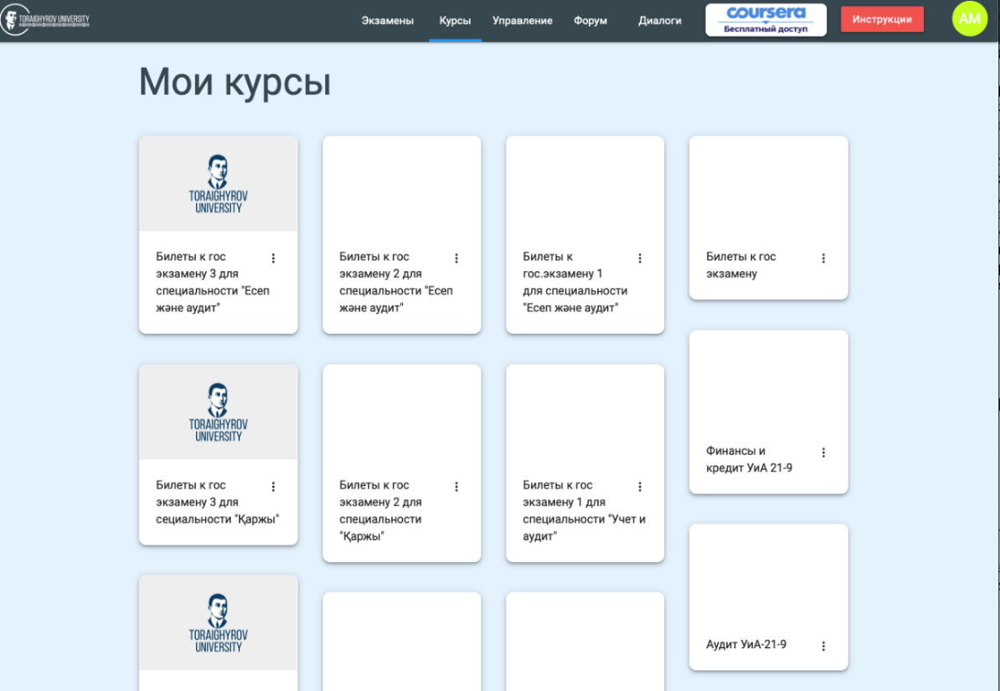 TORAIGHYROV UNIVERSITY
Экзамены
Курсы
Управление
Форум
Диалоги
coursera
Бесплатный доступ
Инструкции
AM
Мои курсы
TORAIGHYROV
UNIVERSITY
Билеты к гос
экзамену 3 для
специальности "Есеп
және аудит"
Билеты к гос
экзамену 2 для
специальности "Есеп
және аудит"
Билеты к
гос.экзамену 1
для специальности
"Есеп және аудит"
Билеты к гос
экзамену
TORAIGHYROV
UNIVERSITY
Билеты к гос
экзамену 3 для
сециальности "Қаржы"
Билеты к гос
экзамену 2 для
специальности
"Қаржы"
Билеты к гос
экзамену 1 для
специальности "Учет и
аудит"
Финансы и
кредит УиА 21-9
TORAIGHYROV
UNIVERSITY
Аудит УиА-21-9